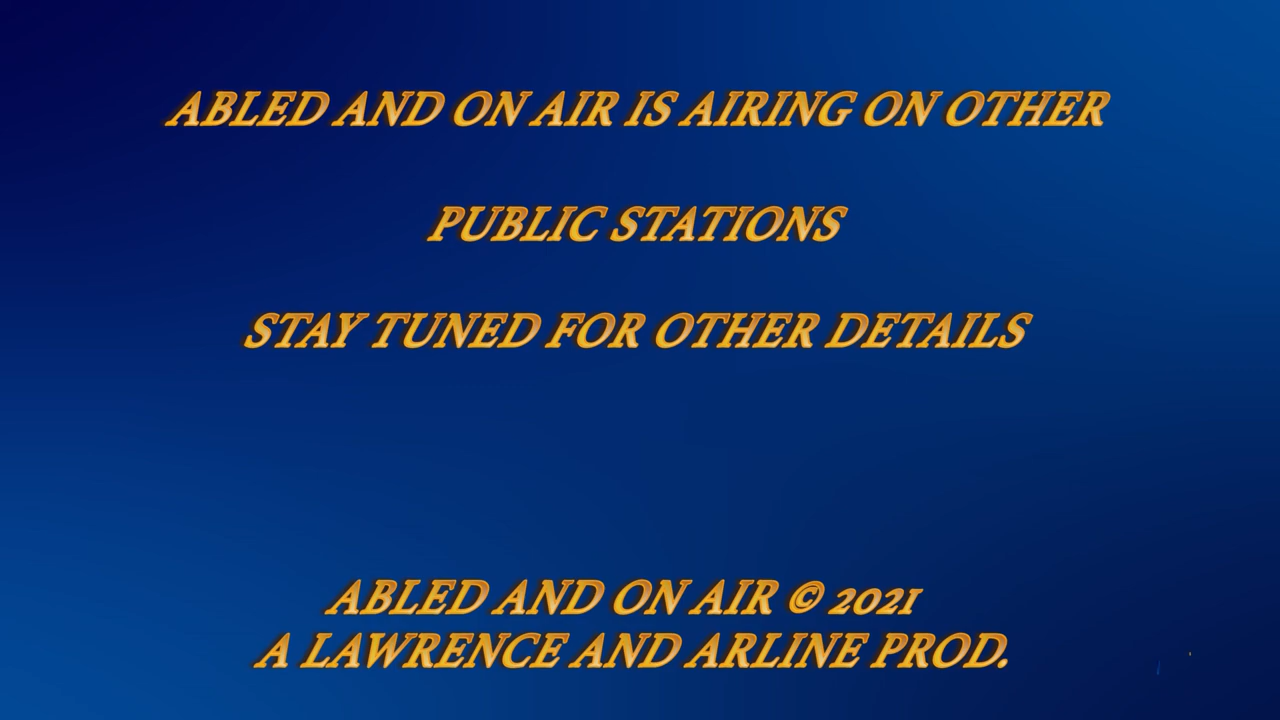 ABLED AND ON AIR IS AIRING ON OTHER
PUBLIC STATIONS
STAY TUNED FOR OTHER DETAILS
ABLED AND ON AIR © 2021
A LAWRENCE AND ARLINE PROD.